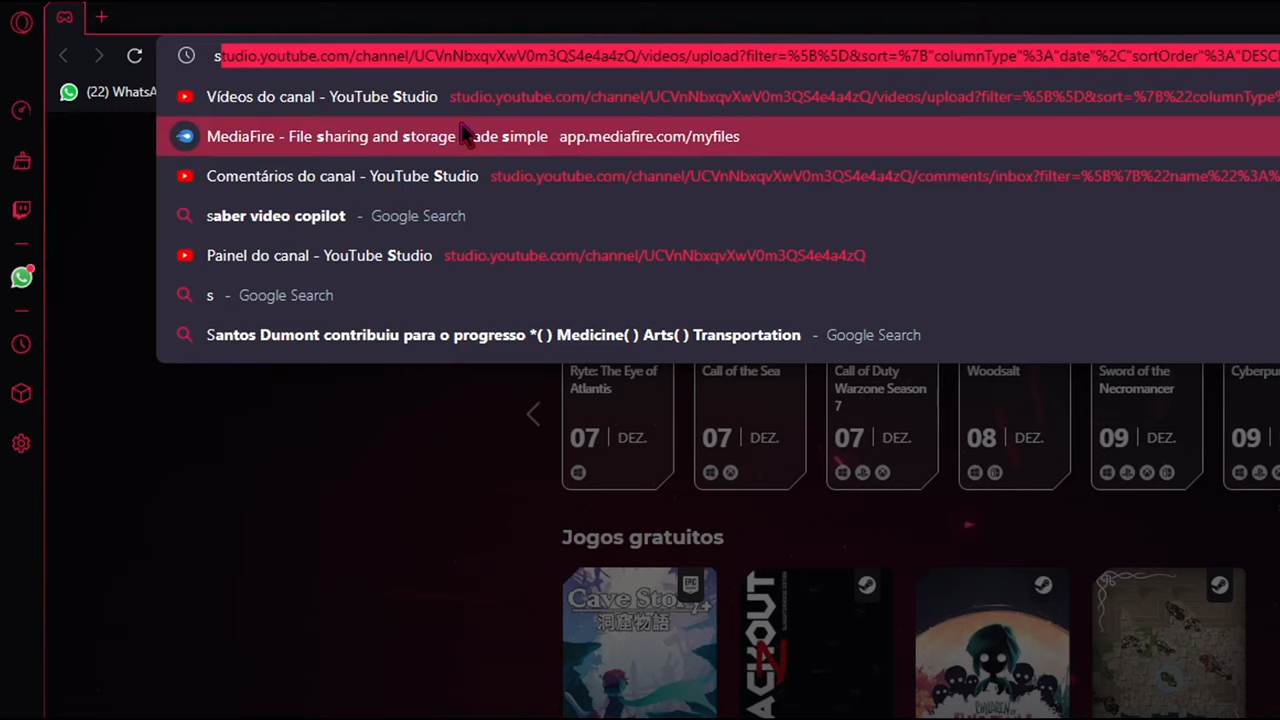 studio.youtube.com/channel/UCVnNbxqvXwV0m3QS4e4a4zQ/videos/upload?filter=%5B%5D&sort=%7B"columnType"%3A"date"%2C"sortOrder"%3A"DESC
(22) WhatsA
Vídeos do canal - YouTube Studio studio.youtube.com/channel/UCVnNbxqvXwV0m3QS4e4a4zQ/videos/upload?filter=%5B%5D&sort=%7B%22columnType%
MediaFire - File sharing and storage made simple app.mediafire.com/myfiles
Comentários do canal - YouTube Studio studio.youtube.com/channel/UCVnNbxqvXwV0m3QS4e4a4zQ/comments/inbox?filter=%5B%7B%22name%22%3A%
saber video copilot - Google Search
Painel do canal - YouTube Studio studio.youtube.com/channel/UCVnNbxqvXwV0m3QS4e4a4zQ
s - Google Search
Santos Dumont contribuiu para o progresso *( ) Medicine( ) Arts( ) Transportation - Google Search
Ryte: The Eye of Atlantis
Call of the Sea
Call of Duty Warzone Season 7
Woodsalt
Sword of the Necromancer
Cyberpu
07 DEZ.
07 DEZ.
07 DEZ.
08 DEZ.
09 DEZ.
09
Jogos gratuitos
Cave Story+
洞窟物語
EPIC
CHILDREN